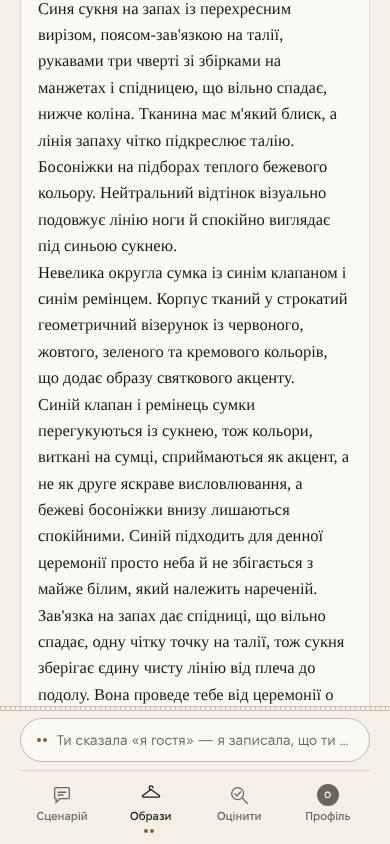 Синя сукня на запах із перехресним
вирізом, поясом-зав'язкою на талії,
рукавами три чверті зі збірками на
манжетах і спідницею, що вільно спадає,
нижче коліна. Тканина має м'який блиск, а
лінія запаху чітко підкреслює талію.
Босоніжки на підборах теплого бежевого
кольору. Нейтральний відтінок візуально
подовжує лінію ноги й спокійно виглядає
під синьою сукнею.
Невелика округла сумка із синім клапаном і
синім ремінцем. Корпус тканий у строкатий
геометричний візерунок із червоного,
жовтого, зеленого та кремового кольорів,
що додає образу святкового акценту.
Синій клапан і ремінець сумки
перегукуються із сукнею, тож кольори,
виткані на сумці, сприймаються як акцент, а
не як друге яскраве висловлювання, а
бежеві босоніжки внизу лишаються
спокійними. Синій підходить для денної
церемонії просто неба й не збігається з
майже білим, який належить нареченій.
Зав'язка на запах дає спідниці, що вільно
спадає, одну чітку точку на талії, тож сукня
зберігає єдину чисту лінію від плеча до
подолу. Вона проведе тебе від церемонії о
Ти сказала «я гостя» — я записала, що ти ...
Сценарій
Образи
Оцінити
О
Профіль